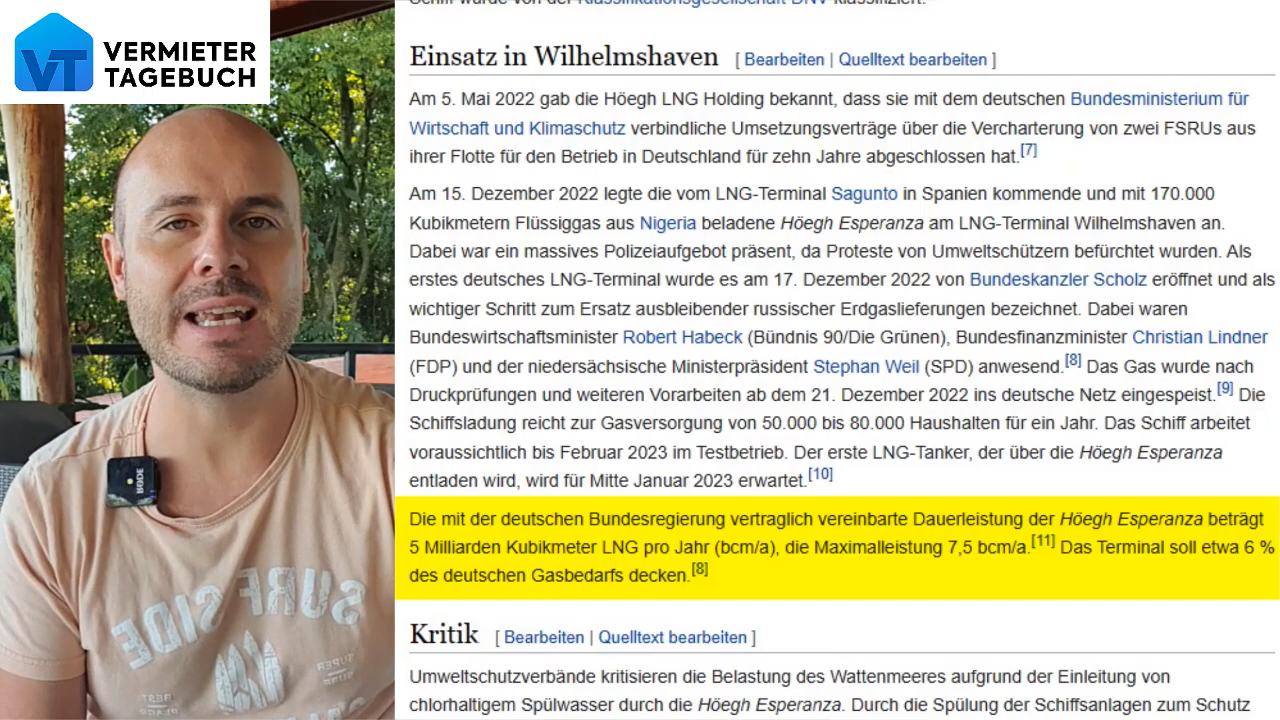 VT VERMIETER
TAGEBUCH
Schiff wurde von der Klassifikationsgesellschaft DNV klassifiziert.
Einsatz in Wilhelmshaven [ Bearbeiten | Quelltext bearbeiten ]
Am 5. Mai 2022 gab die Höegh LNG Holding bekannt, dass sie mit dem deutschen Bundesministerium für
Wirtschaft und Klimaschutz verbindliche Umsetzungsverträge über die Vercharterung von zwei FSRUs aus
ihrer Flotte für den Betrieb in Deutschland für zehn Jahre abgeschlossen hat.[7]
Am 15. Dezember 2022 legte die vom LNG-Terminal Sagunto in Spanien kommende und mit 170.000
Kubikmetern Flüssiggas aus Nigeria beladene Höegh Esperanza am LNG-Terminal Wilhelmshaven an.
Dabei war ein massives Polizeiaufgebot präsent, da Proteste von Umweltschützern befürchtet wurden. Als
erstes deutsches LNG-Terminal wurde es am 17. Dezember 2022 von Bundeskanzler Scholz eröffnet und als
wichtiger Schritt zum Ersatz ausbleibender russischer Erdgaslieferungen bezeichnet. Dabei waren
Bundeswirtschaftsminister Robert Habeck (Bündnis 90/Die Grünen), Bundesfinanzminister Christian Lindner
(FDP) und der niedersächsische Ministerpräsident Stephan Weil (SPD) anwesend.[8] Das Gas wurde nach
Druckprüfungen und weiteren Vorarbeiten ab dem 21. Dezember 2022 ins deutsche Netz eingespeist.[9] Die
Schiffsladung reicht zur Gasversorgung von 50.000 bis 80.000 Haushalten für ein Jahr. Das Schiff arbeitet
voraussichtlich bis Februar 2023 im Testbetrieb. Der erste LNG-Tanker, der über die Höegh Esperanza
entladen wird, wird für Mitte Januar 2023 erwartet.[10]
Die mit der deutschen Bundesregierung vertraglich vereinbarte Dauerleistung der Höegh Esperanza beträgt
5 Milliarden Kubikmeter LNG pro Jahr (bcm/a), die Maximalleistung 7,5 bcm/a.[11] Das Terminal soll etwa 6 %
des deutschen Gasbedarfs decken.[8]
Kritik [ Bearbeiten | Quelltext bearbeiten ]
Umweltschutzverbände kritisieren die Belastung des Wattenmeeres aufgrund der Einleitung von
chlorhaltigem Spülwasser durch die Höegh Esperanza. Durch die Spülung der Schiffsanlagen zum Schutz
RØDE
SURF SIDE